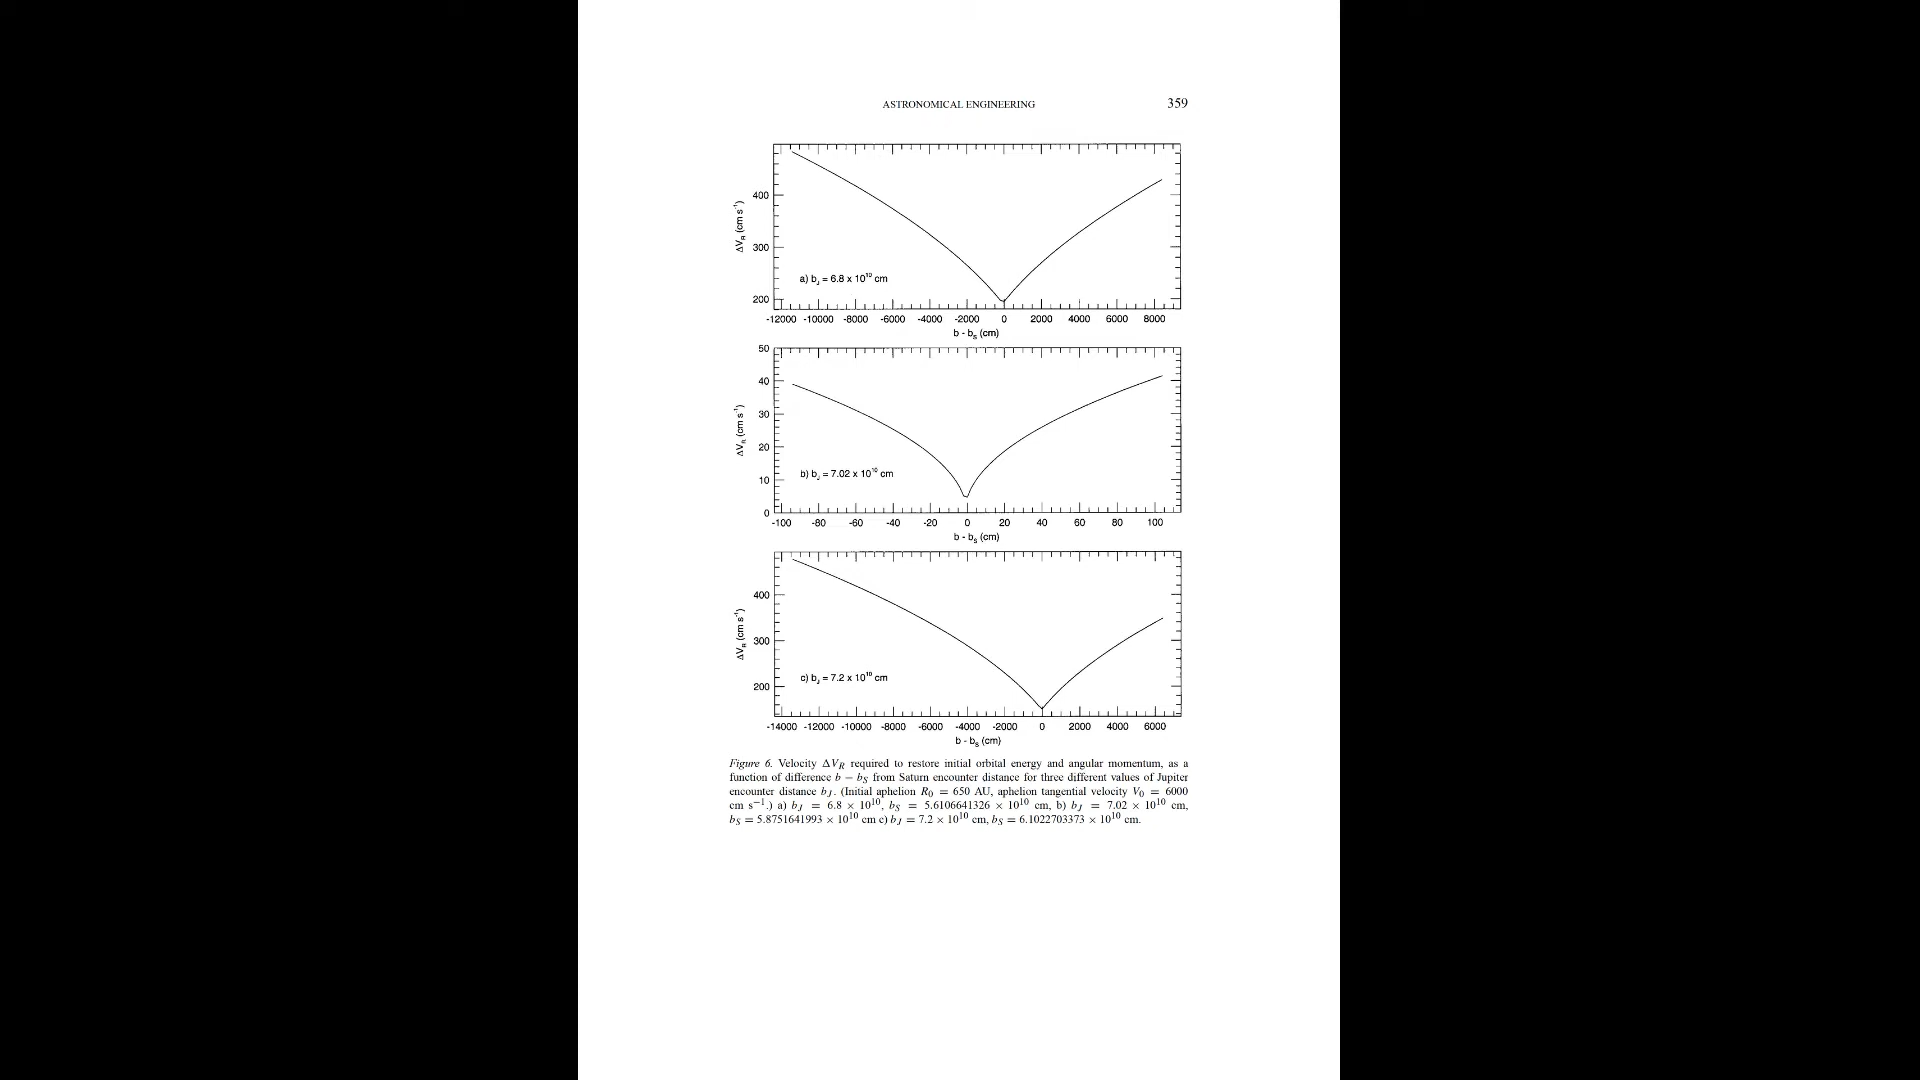 ASTRONOMICAL ENGINEERING 359
400
300
200
ΔV_R (cm s⁻¹)
a) b_J = 6.8 x 10¹⁰ cm
-12000 -10000 -8000 -6000 -4000 -2000 0 2000 4000 6000 8000
b - b_s (cm)
50
40
30
20
10
0
ΔV_R (cm s⁻¹)
b) b_J = 7.02 x 10¹⁰ cm
-100 -80 -60 -40 -20 0 20 40 60 80 100
b - b_s (cm)
400
300
200
ΔV_R (cm s⁻¹)
c) b_J = 7.2 x 10¹⁰ cm
-14000 -12000 -10000 -8000 -6000 -4000 -2000 0 2000 4000 6000
b - b_s (cm)
Figure 6. Velocity ΔV_R required to restore initial orbital energy and angular momentum, as a
function of difference b − b_S from Saturn encounter distance for three different values of Jupiter
encounter distance b_J. (Initial aphelion R₀ = 650 AU, aphelion tangential velocity V₀ = 6000
cm s⁻¹.) a) b_J = 6.8 × 10¹⁰, b_S = 5.6106641326 × 10¹⁰ cm, b) b_J = 7.02 × 10¹⁰ cm,
b_S = 5.8751641993 × 10¹⁰ cm c) b_J = 7.2 × 10¹⁰ cm, b_S = 6.1022703373 × 10¹⁰ cm.